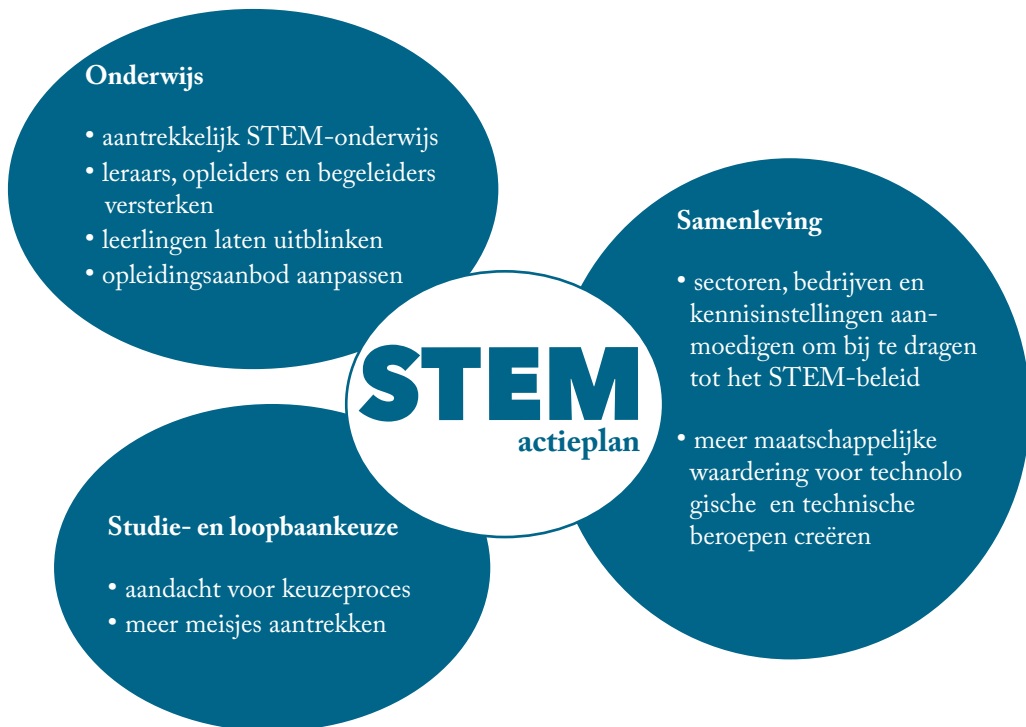 Onderwijs
• aantrekkelijk STEM-onderwijs
• leraars, opleiders en begeleiders
versterken
• leerlingen laten uitblinken
• opleidingsaanbod aanpassen
Samenleving
• sectoren, bedrijven en
kennisinstellingen aan-
moedigen om bij te dragen
tot het STEM-beleid
• meer maatschappelijke
waardering voor technolo
gische en technische
beroepen creëren
STEM
actieplan
Studie- en loopbaankeuze
• aandacht voor keuzeproces
• meer meisjes aantrekken